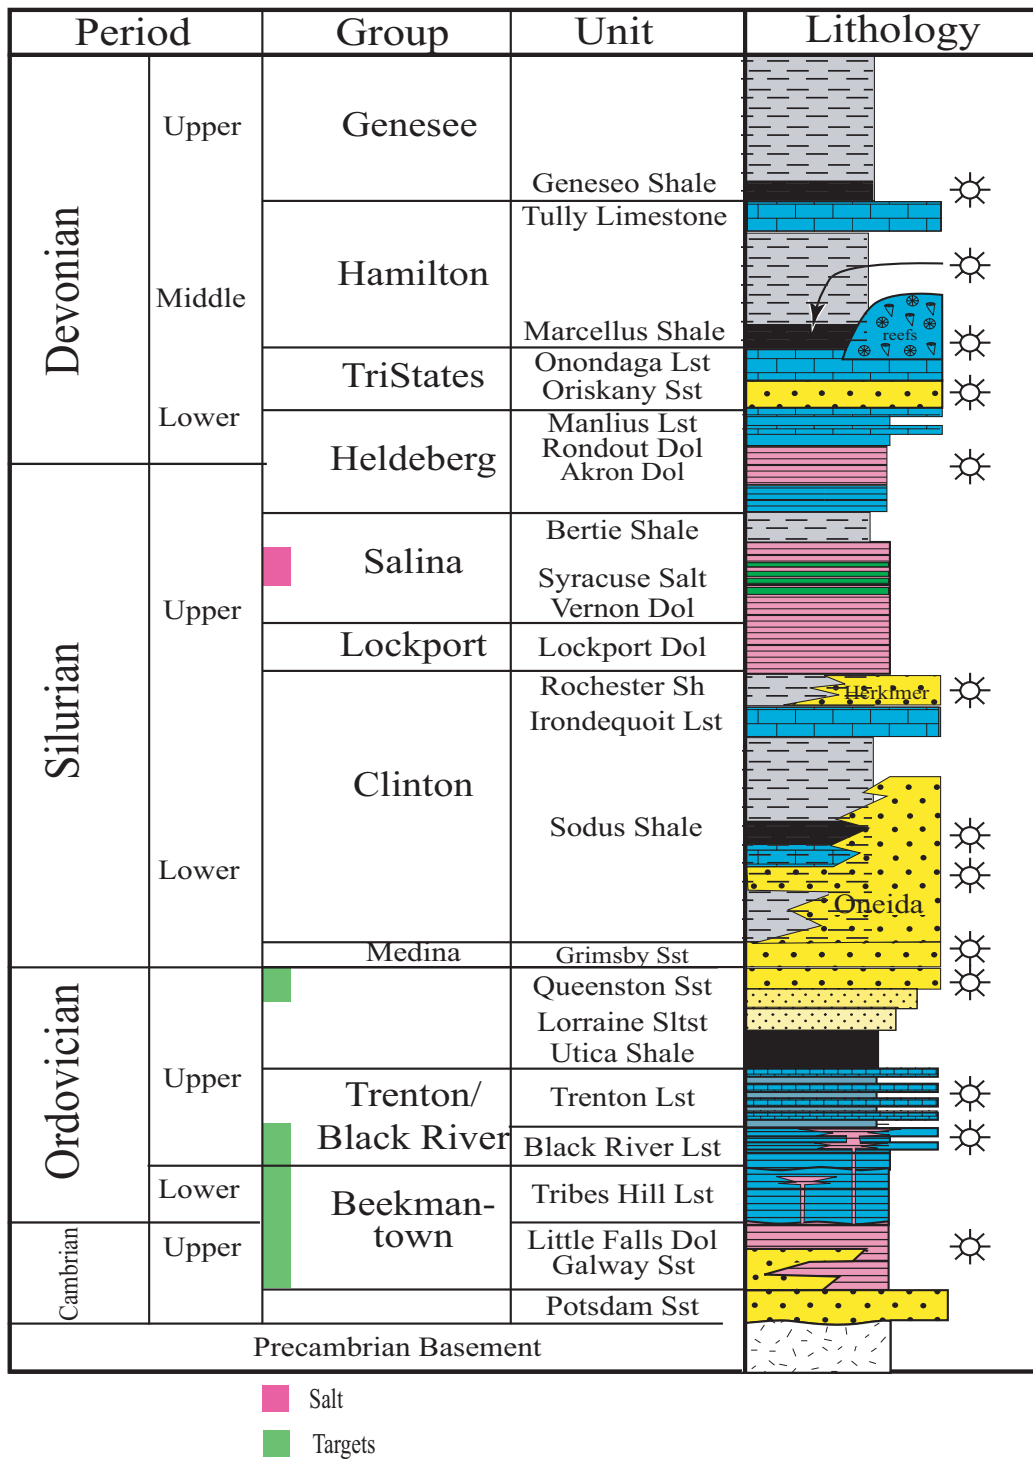 Period Group Unit Lithology
Devonian
Upper
Genesee
Geneseo Shale
Tully Limestone
Hamilton
Middle
Marcellus Shale
reefs
Onondaga Lst
TriStates
Oriskany Sst
Lower
Manlius Lst
Rondout Dol
Heldeberg
Akron Dol
Silurian
Bertie Shale
Salina
Syracuse Salt
Upper
Vernon Dol
Lockport
Lockport Dol
Rochester Sh
Herkimer
Irondequoit Lst
Clinton
Sodus Shale
Lower
Oneida
Medina
Grimsby Sst
Ordovician
Queenston Sst
Lorraine Sltst
Utica Shale
Upper
Trenton/
Black River
Trenton Lst
Black River Lst
Lower
Beekman-
town
Tribes Hill Lst
Cambrian
Upper
Little Falls Dol
Galway Sst
Potsdam Sst
Precambrian Basement
Salt
Targets